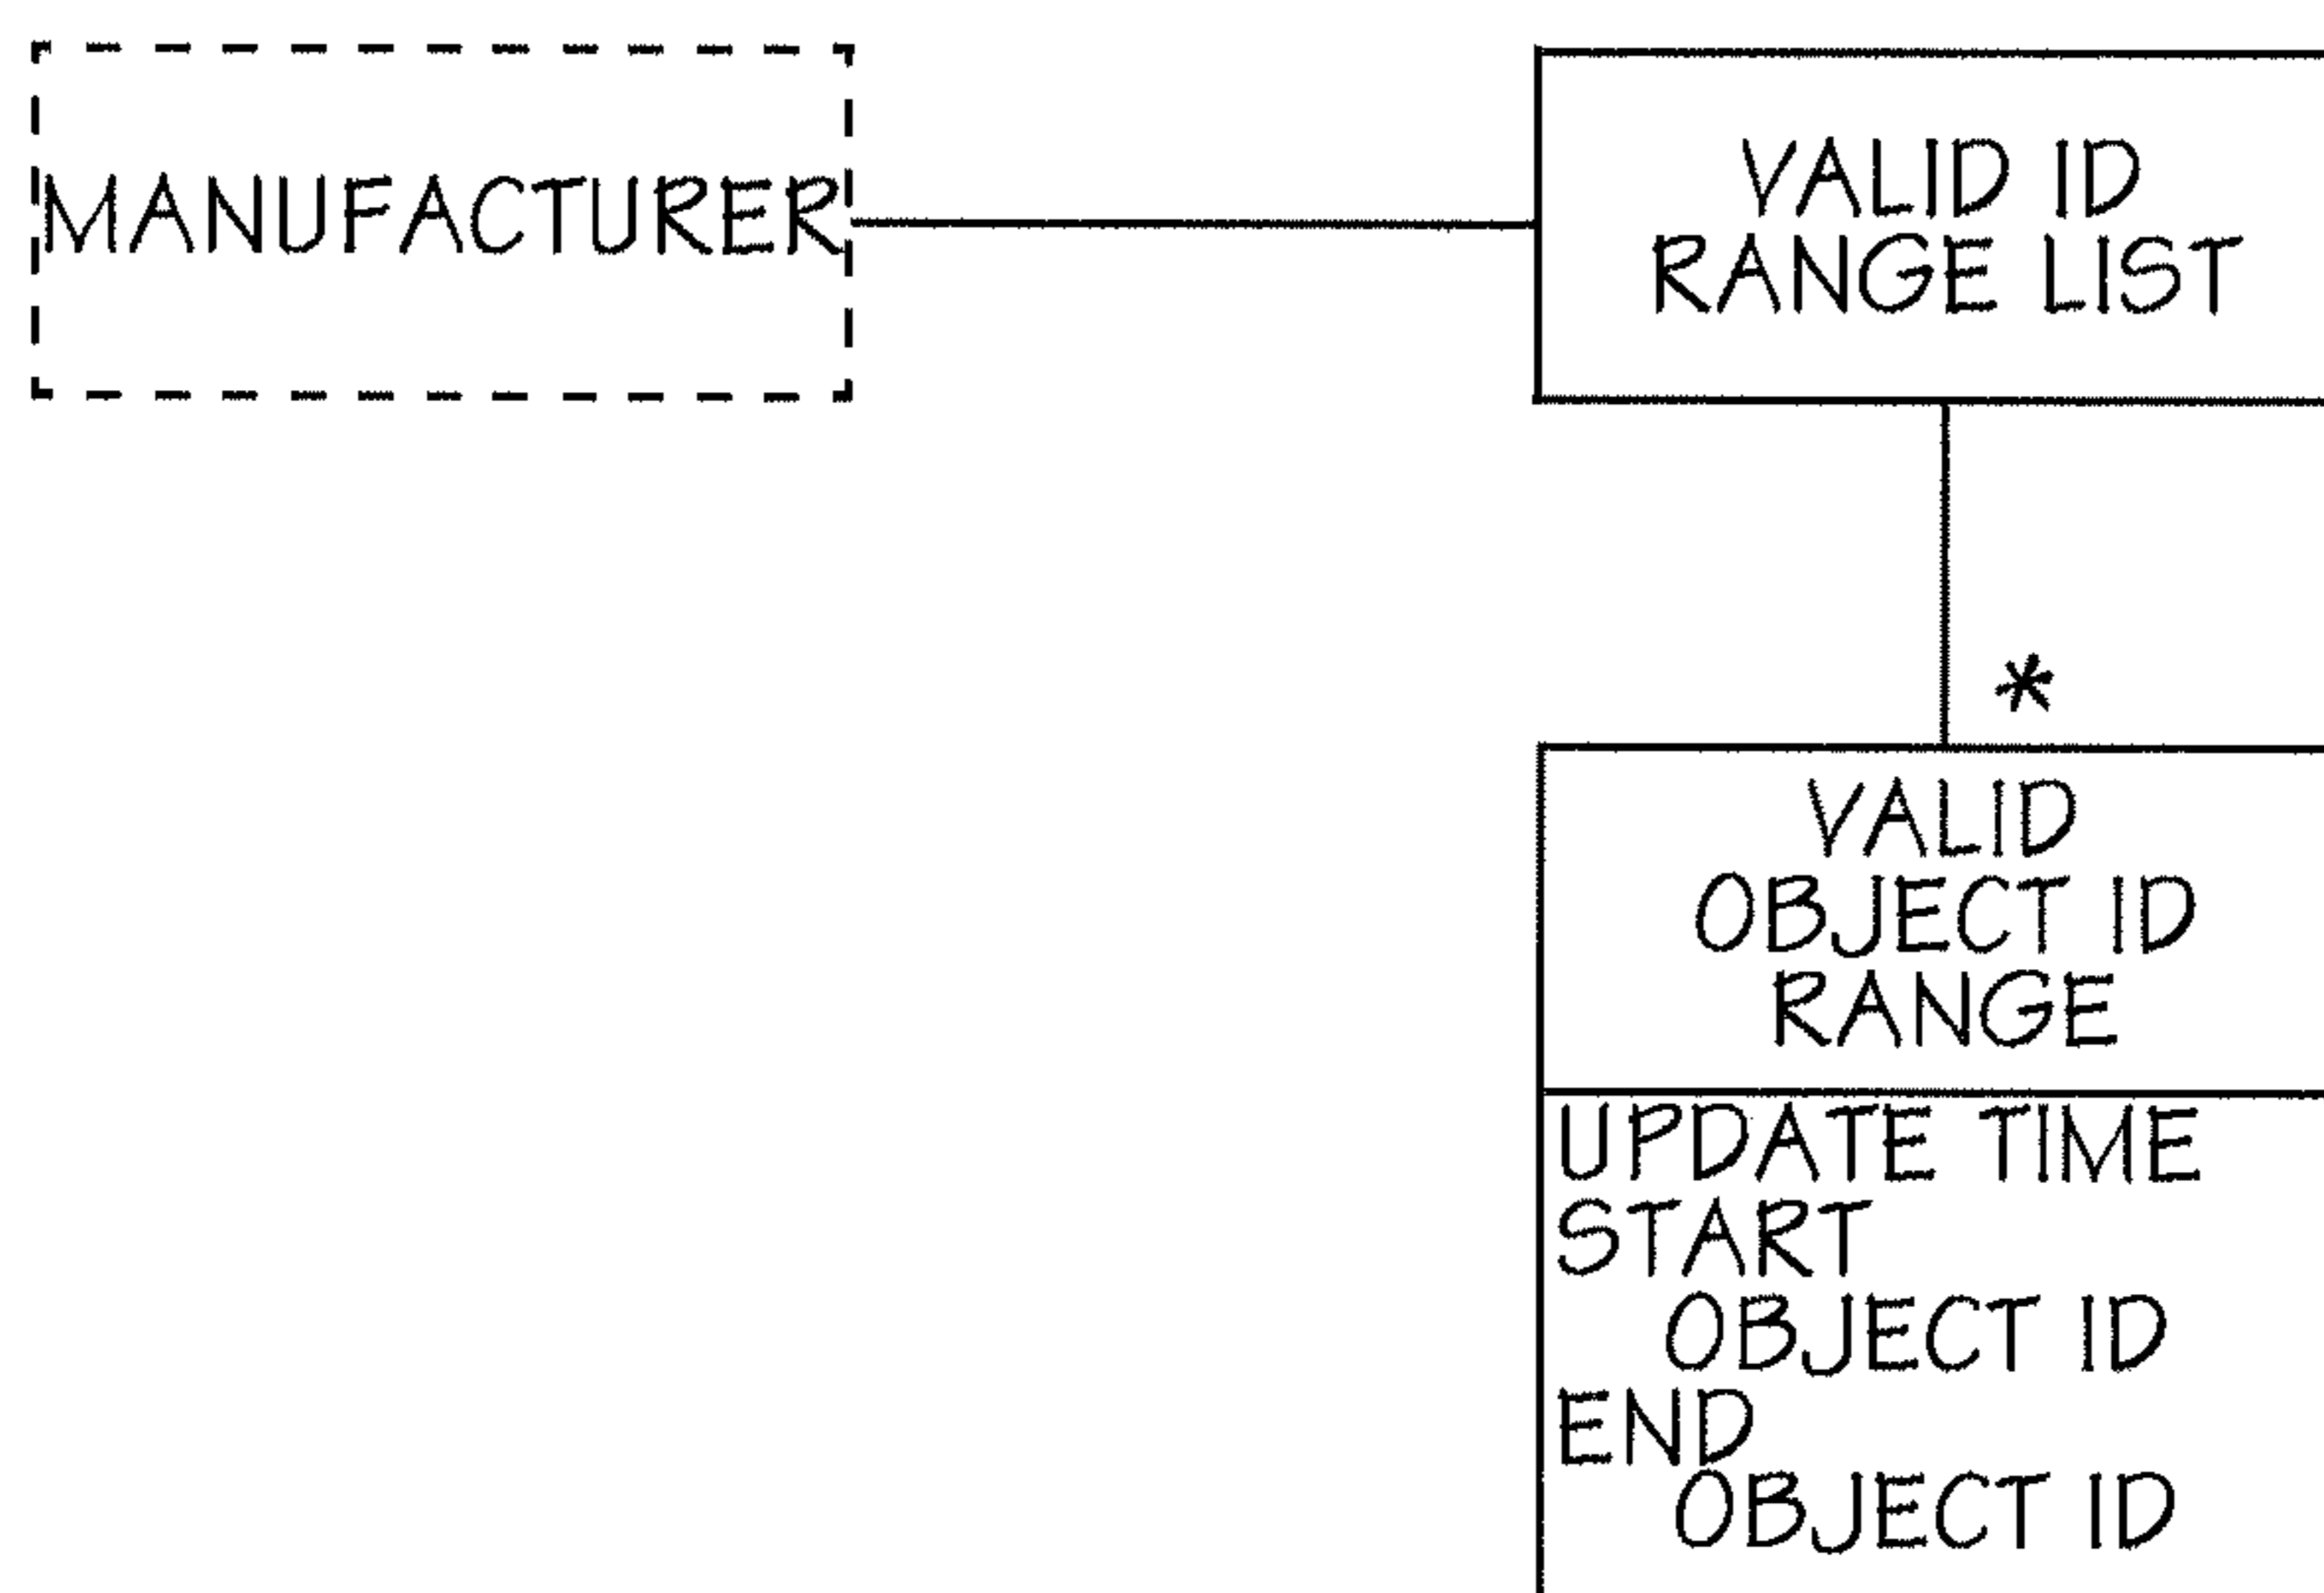 MANUFACTURER
VALID ID
RANGE LIST
*
VALID
OBJECT ID
RANGE
UPDATE TIME
START
OBJECT ID
END
OBJECT ID